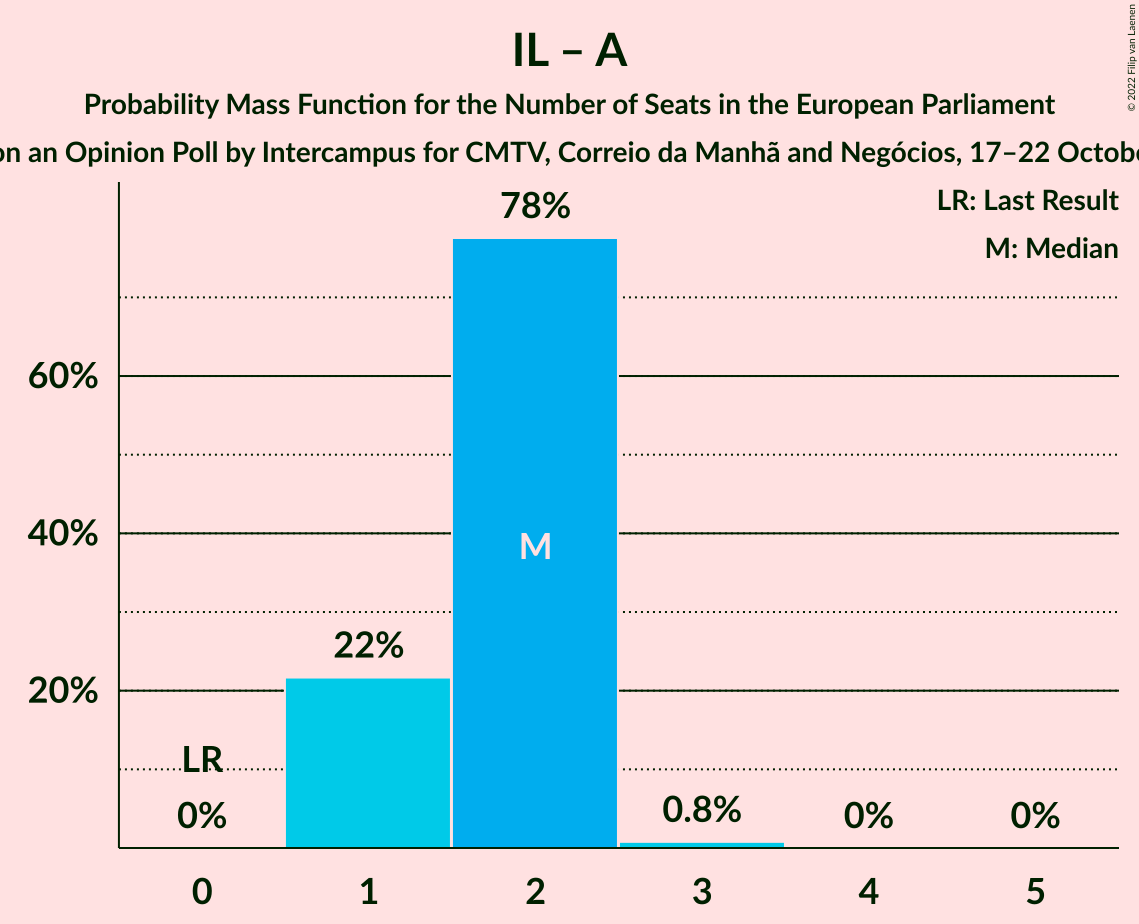 IL – A
Probability Mass Function for the Number of Seats in the European Parliament
on an Opinion Poll by Intercampus for CMTV, Correio da Manhã and Negócios, 17–22 Octobe
© 2022 Filip van Laenen
LR: Last Result
M: Median
78%
60%
40%
M
22%
20%
LR
0%
0.8%
0%
0%
0 1 2 3 4 5